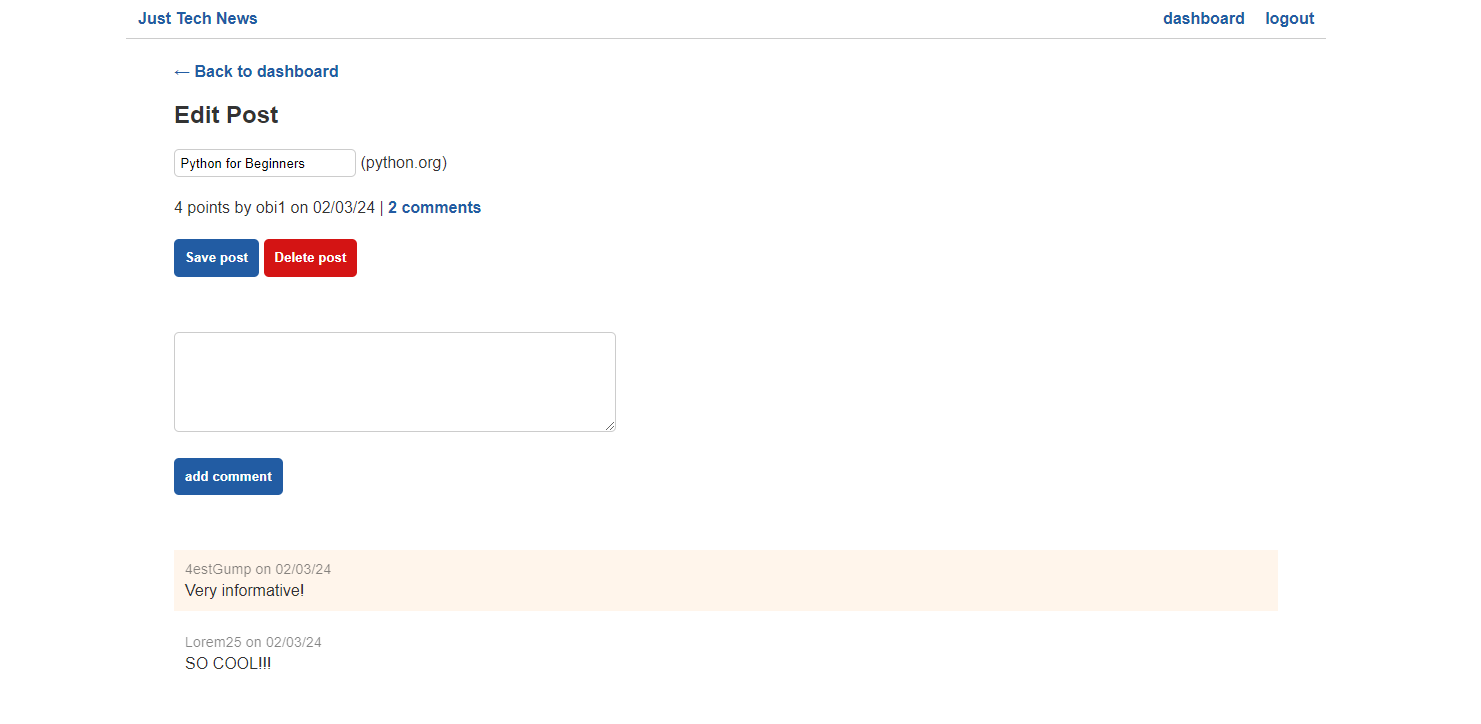 Just Tech News dashboard logout
← Back to dashboard
Edit Post
Python for Beginners (python.org)
4 points by obi1 on 02/03/24 | 2 comments
Save post Delete post
add comment
4estGump on 02/03/24
Very informative!
Lorem25 on 02/03/24
SO COOL!!!